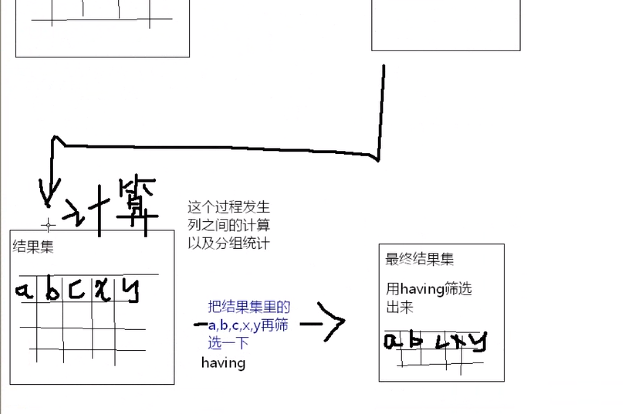 计算
这个过程发生
列之间的计算
以及分组统计
结果集
a b c x y
把结果集里的
a,b,c,x,y再筛
选一下
having
最终结果集
用having筛选
出来
a b c x y